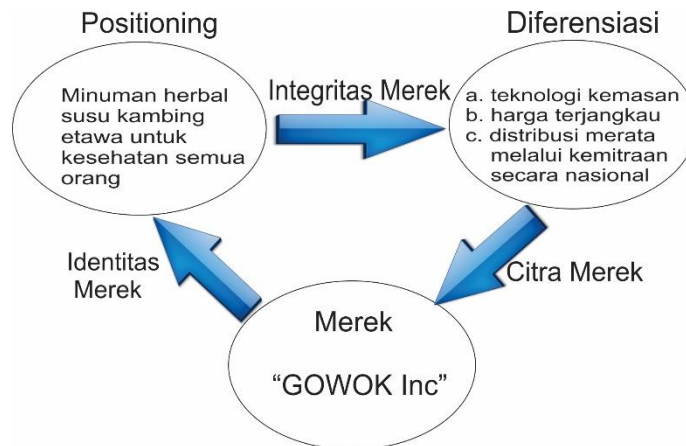 Positioning
Diferensiasi
Minuman herbal
susu kambing
etawa untuk
kesehatan semua
orang
Integritas Merek
a. teknologi kemasan
b. harga terjangkau
c. distribusi merata
melalui kemitraan
secara nasional
Identitas
Merek
Citra Merek
Merek
“GOWOK Inc”